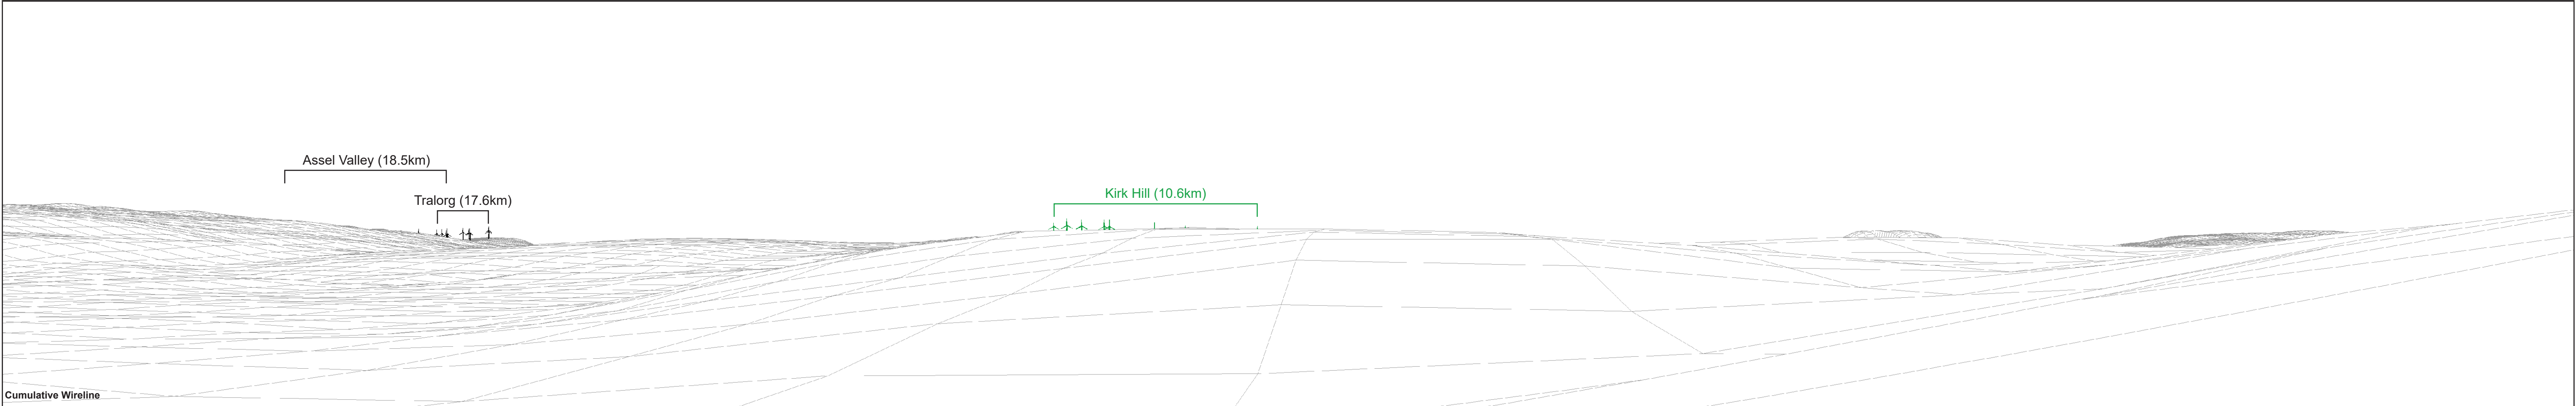 Assel Valley (18.5km)
Tralorg (17.6km)
Kirk Hill (10.6km)
Cumulative Wireline